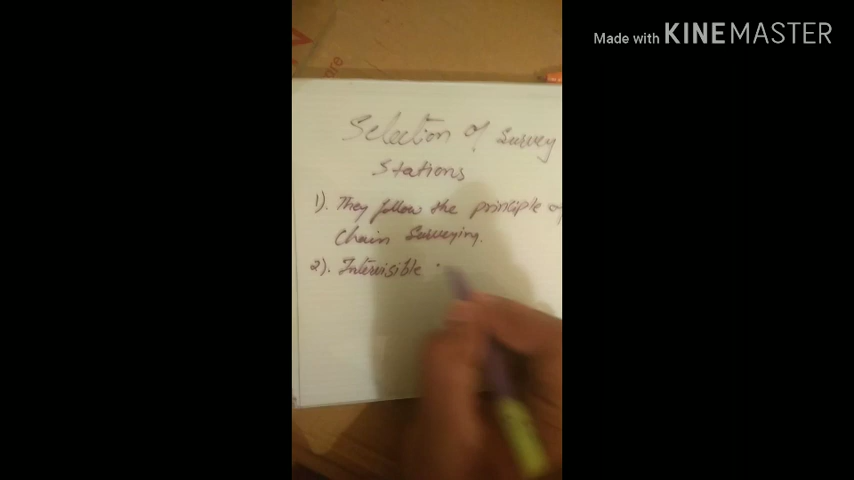 Made with KINEMASTER
Selection of Survey
Stations
1). They follow the principle of
Chain Surveying.
2). Intervisible